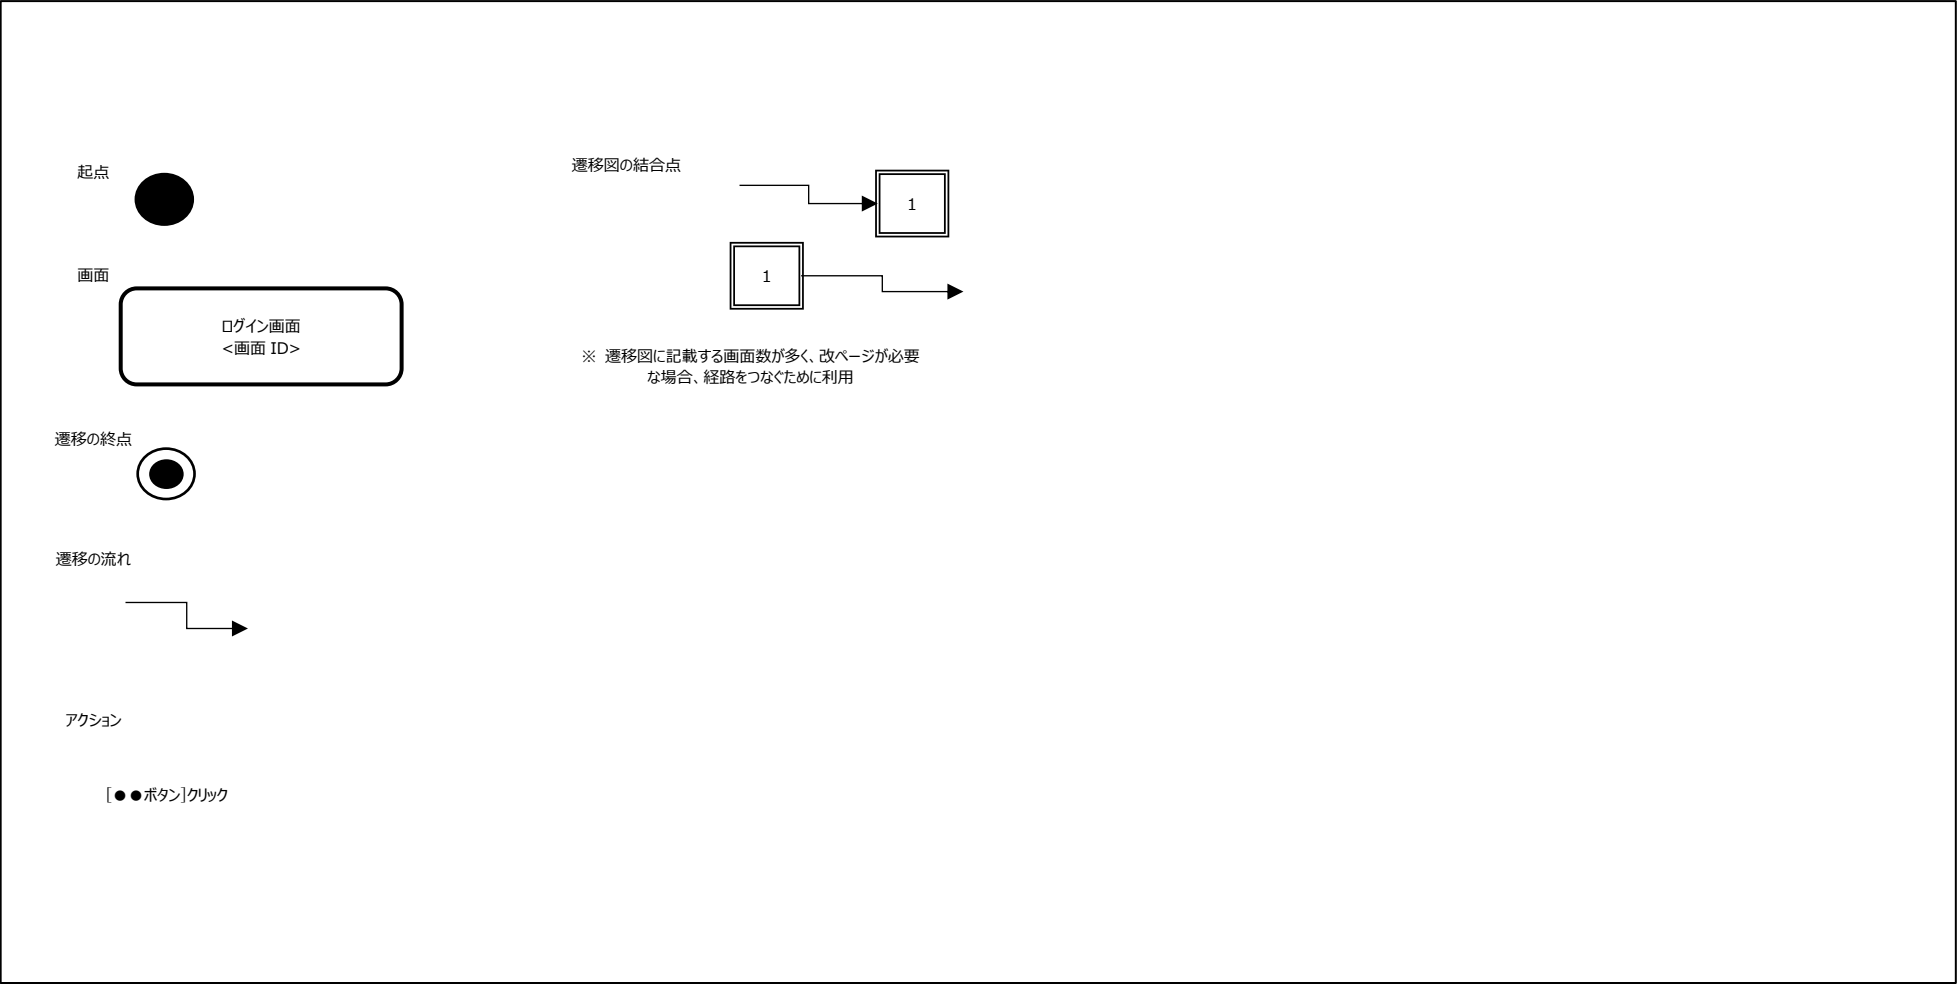 起点
画面
ログイン画面
<画面 ID>
遷移の終点
遷移の流れ
アクション
[●●ボタン]クリック
遷移図の結合点
1
1
※ 遷移図に記載する画面数が多く、改ページが必要
な場合、経路をつなぐために利用